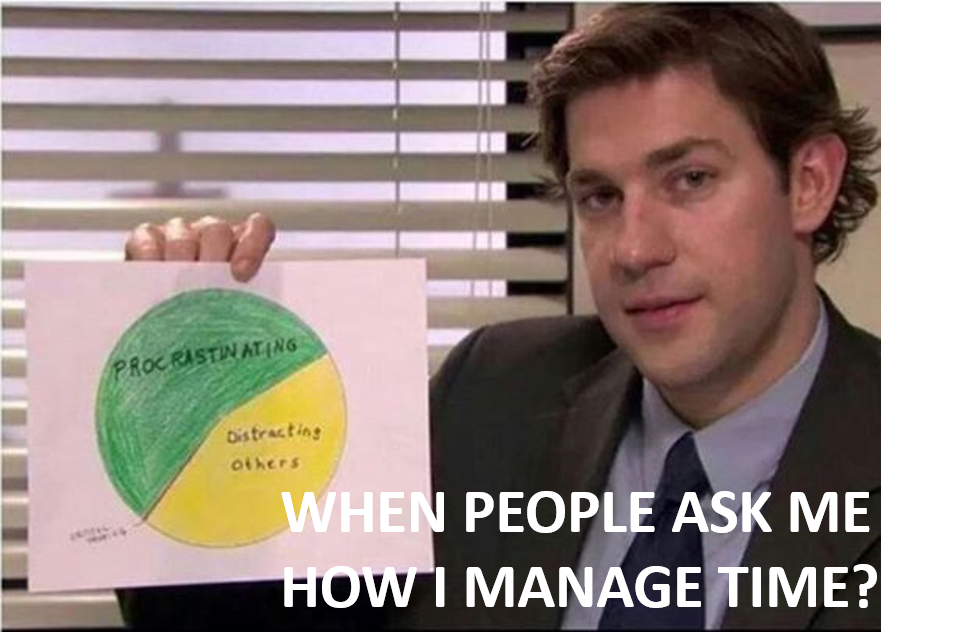 PROCRASTINATING
Distracting
Others
WHEN PEOPLE ASK ME
HOW I MANAGE TIME?